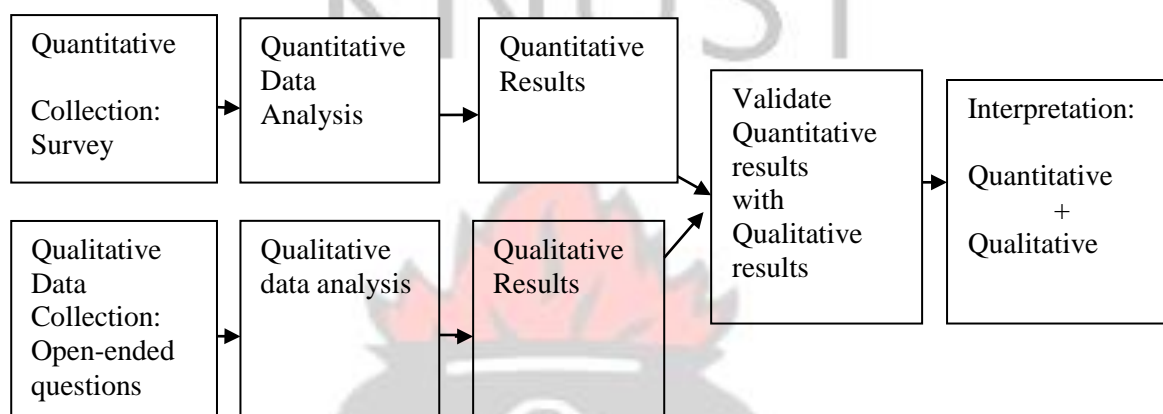 KNUST
Quantitative
Collection:
Survey
Quantitative
Data
Analysis
Quantitative
Results
Validate
Quantitative
results
with
Qualitative
results
Interpretation:
Quantitative
+
Qualitative
Qualitative
Data
Collection:
Open-ended
questions
Qualitative
data analysis
Qualitative
Results